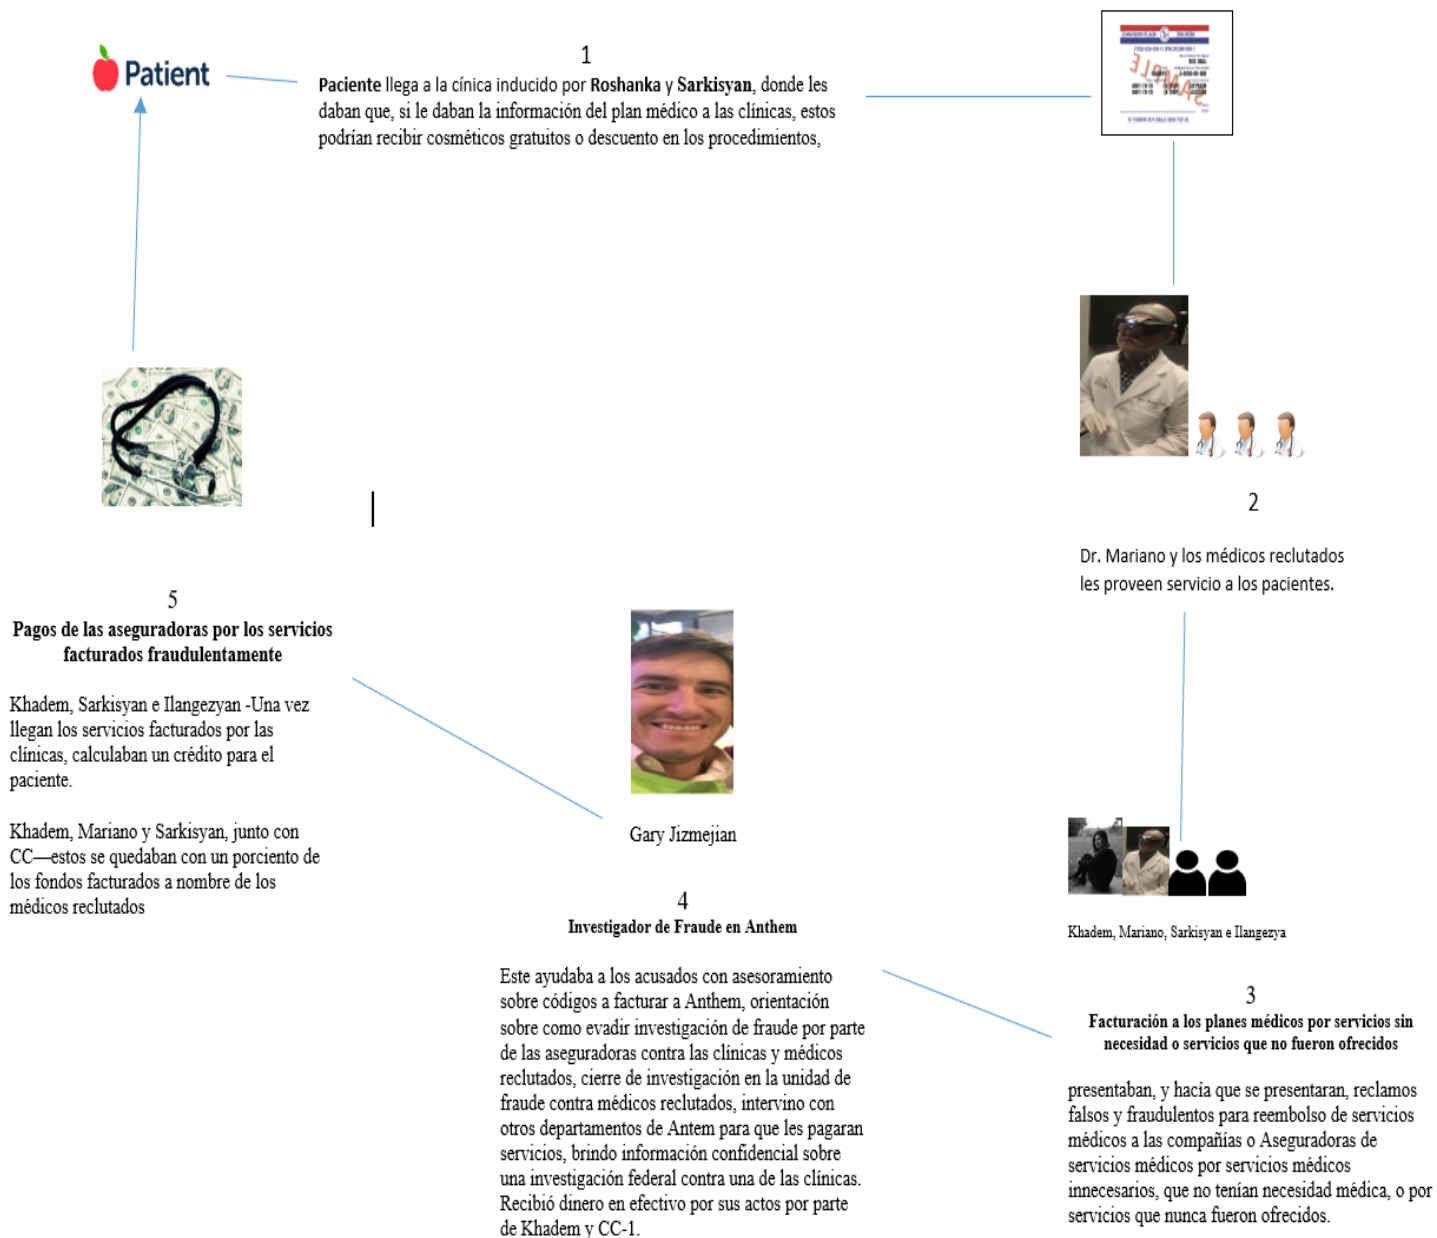 Patient
1
Paciente llega a la cínica inducido por Roshanka y Sarkisyan, donde les
daban que, si le daban la información del plan médico a las clínicas, estos
podrían recibir cosméticos gratuitos o descuento en los procedimientos,
SAMPLE
2
Dr. Mariano y los médicos reclutados
les proveen servicio a los pacientes.
Khadem, Mariano, Sarkisyan e Ilangezya
3
Facturación a los planes médicos por servicios sin
necesidad o servicios que no fueron ofrecidos
presentaban, y hacía que se presentaran, reclamos
falsos y fraudulentos para reembolso de servicios
médicos a las compañías o Aseguradoras de
servicios médicos por servicios médicos
innecesarios, que no tenían necesidad médica, o por
servicios que nunca fueron ofrecidos.
Gary Jizmejian
4
Investigador de Fraude en Anthem
Este ayudaba a los acusados con asesoramiento
sobre códigos a facturar a Anthem, orientación
sobre como evadir investigación de fraude por parte
de las aseguradoras contra las clínicas y médicos
reclutados, cierre de investigación en la unidad de
fraude contra médicos reclutados, intervino con
otros departamentos de Antem para que les pagaran
servicios, brindo información confidencial sobre
una investigación federal contra una de las clínicas.
Recibió dinero en efectivo por sus actos por parte
de Khadem y CC-1.
5
Pagos de las aseguradoras por los servicios
facturados fraudulentamente
Khadem, Sarkisyan e Ilangezyan -Una vez
llegan los servicios facturados por las
clínicas, calculaban un crédito para el
paciente.
Khadem, Mariano y Sarkisyan, junto con
CC—estos se quedaban con un porciento de
los fondos facturados a nombre de los
médicos reclutados